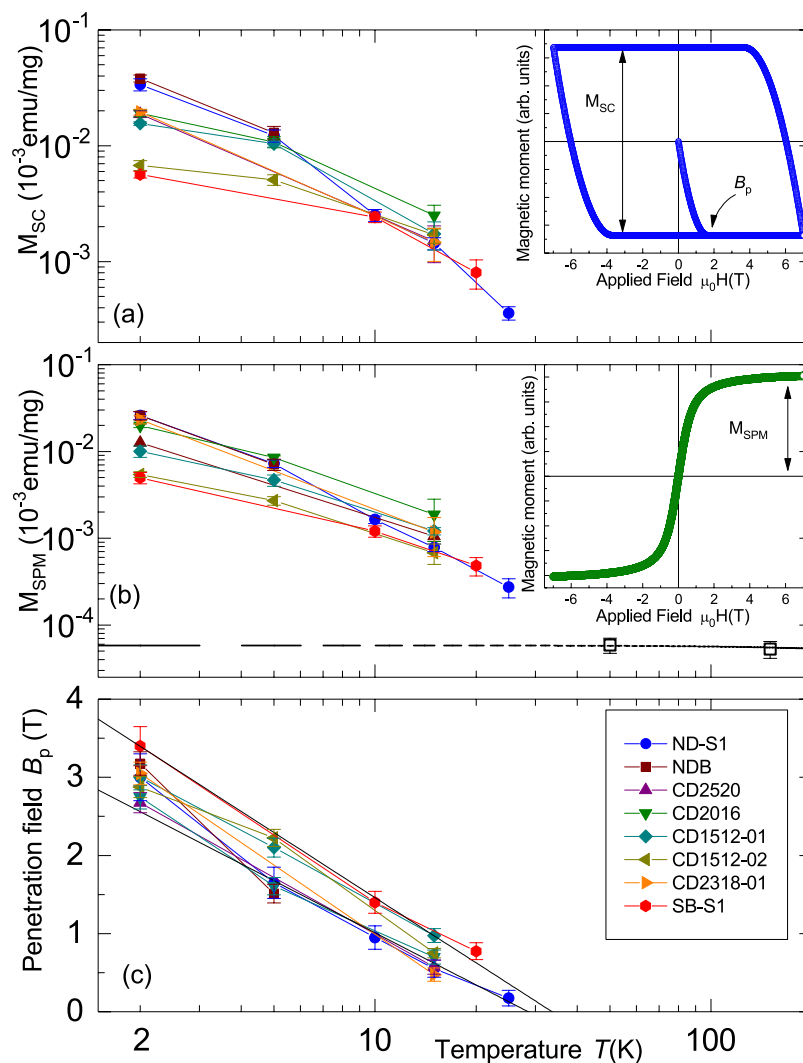 10⁻¹
10⁻²
10⁻³
M_SC (10⁻³emu/mg)
(a)
Magnetic moment (arb. units)
M_SC
B_p
-6 -4 -2 0 2 4 6
Applied Field μ₀H(T)
10⁻¹
10⁻²
10⁻³
10⁻⁴
M_SPM (10⁻³emu/mg)
(b)
Magnetic moment (arb. units)
M_SPM
-6 -4 -2 0 2 4 6
Applied Field μ₀H(T)
4
3
2
1
0
Penetration field B_p (T)
(c)
ND-S1
NDB
CD2520
CD2016
CD1512-01
CD1512-02
CD2318-01
SB-S1
2 10 100
Temperature T(K)